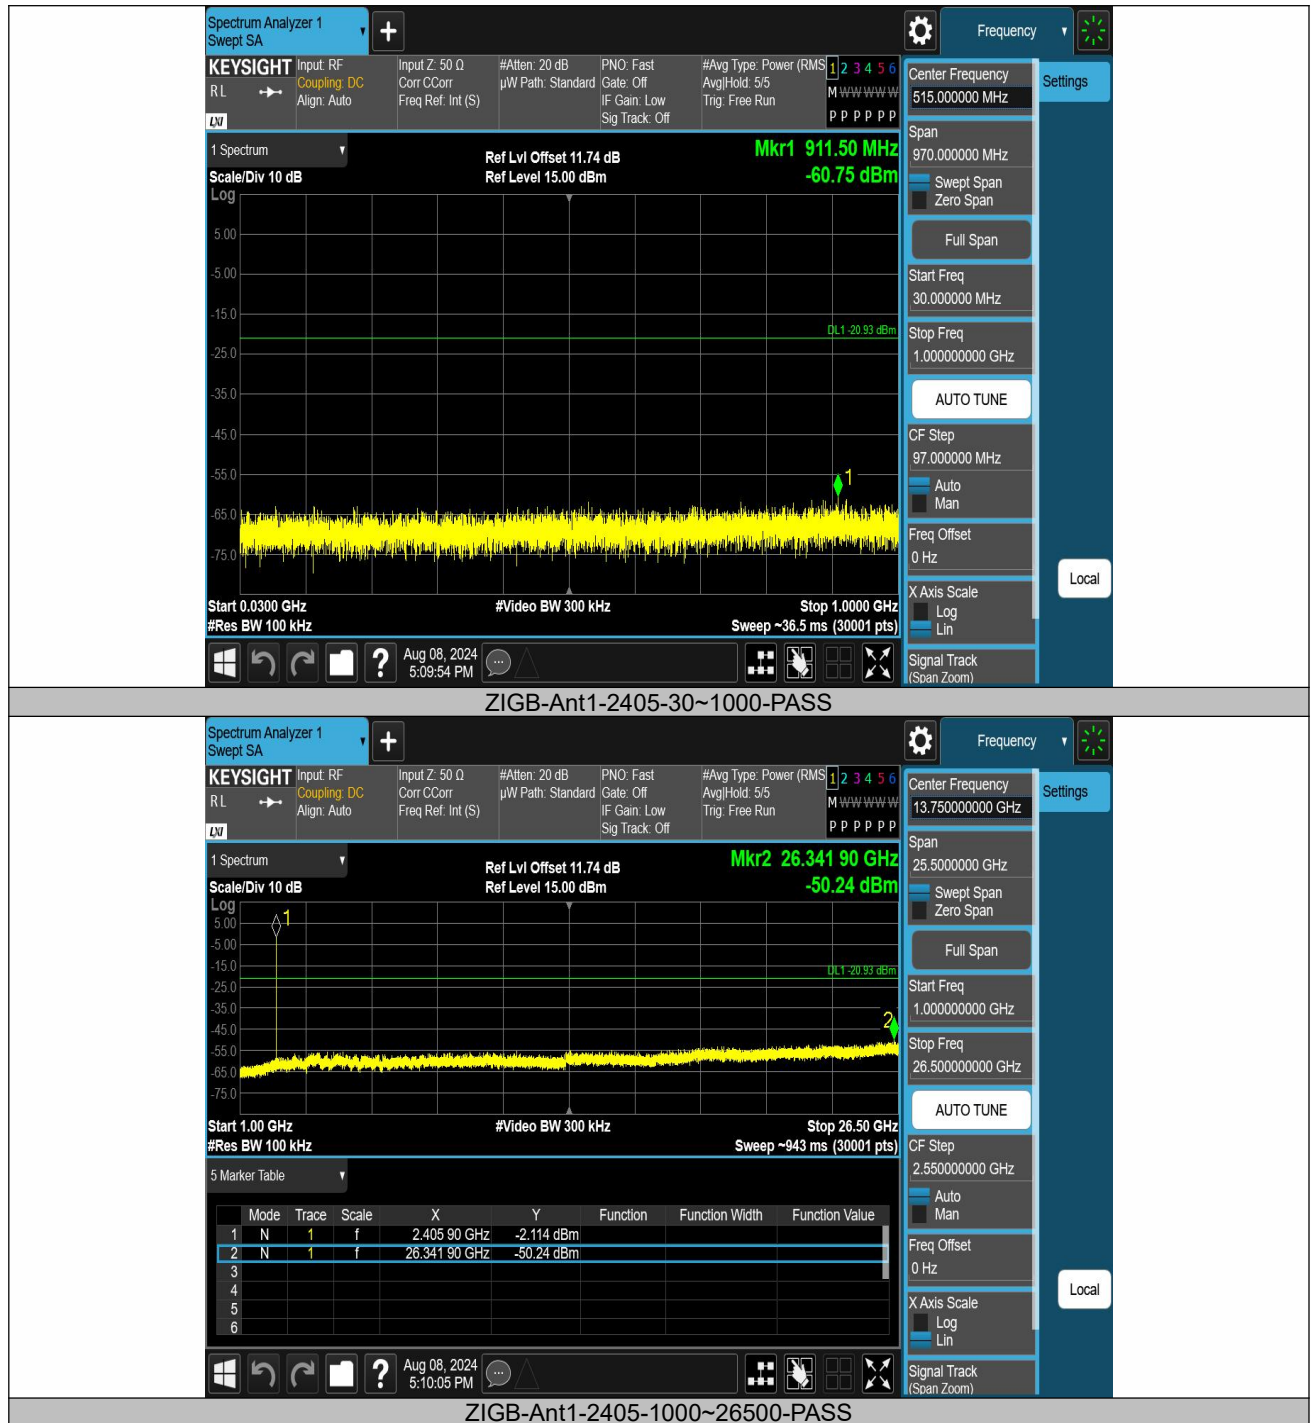 Spectrum Analyzer 1
Swept SA
Frequency
KEYSIGHT
RL
LXI
Input: RF
Coupling: DC
Align: Auto
Input Z: 50 Ω
Corr CCorr
Freq Ref: Int (S)
#Atten: 20 dB
µW Path: Standard
PNO: Fast
Gate: Off
IF Gain: Low
Sig Track: Off
#Avg Type: Power (RMS
Avg|Hold: 5/5
Trig: Free Run
1 2 3 4 5 6
M W W W W W
P P P P P P
1 Spectrum
Scale/Div 10 dB
Ref Lvl Offset 11.74 dB
Ref Level 15.00 dBm
Mkr1 911.50 MHz
-60.75 dBm
Log
5.00
-5.00
-15.0
DL1 -20.93 dBm
-25.0
-35.0
-45.0
-55.0
1
-65.0
-75.0
Start 0.0300 GHz
#Video BW 300 kHz
Stop 1.0000 GHz
#Res BW 100 kHz
Sweep ~36.5 ms (30001 pts)
Aug 08, 2024
5:09:54 PM
Center Frequency
515.000000 MHz
Settings
Span
970.000000 MHz
Swept Span
Zero Span
Full Span
Start Freq
30.000000 MHz
Stop Freq
1.000000000 GHz
AUTO TUNE
CF Step
97.000000 MHz
Auto
Man
Freq Offset
0 Hz
Local
X Axis Scale
Log
Lin
Signal Track
(Span Zoom)
ZIGB-Ant1-2405-30~1000-PASS
Spectrum Analyzer 1
Swept SA
Frequency
KEYSIGHT
RL
LXI
Input: RF
Coupling: DC
Align: Auto
Input Z: 50 Ω
Corr CCorr
Freq Ref: Int (S)
#Atten: 20 dB
µW Path: Standard
PNO: Fast
Gate: Off
IF Gain: Low
Sig Track: Off
#Avg Type: Power (RMS
Avg|Hold: 5/5
Trig: Free Run
1 2 3 4 5 6
M W W W W W
P P P P P P
1 Spectrum
Scale/Div 10 dB
Ref Lvl Offset 11.74 dB
Ref Level 15.00 dBm
Mkr2 26.341 90 GHz
-50.24 dBm
Log
5.00
1
-5.00
-15.0
DL1 -20.93 dBm
-25.0
-35.0
2
-45.0
-55.0
-65.0
-75.0
Start 1.00 GHz
#Video BW 300 kHz
Stop 26.50 GHz
#Res BW 100 kHz
Sweep ~943 ms (30001 pts)
5 Marker Table
Mode Trace Scale X Y Function Function Width Function Value
1 N 1 f 2.405 90 GHz -2.114 dBm
2 N 1 f 26.341 90 GHz -50.24 dBm
3
4
5
6
Aug 08, 2024
5:10:05 PM
Center Frequency
13.750000000 GHz
Settings
Span
25.5000000 GHz
Swept Span
Zero Span
Full Span
Start Freq
1.000000000 GHz
Stop Freq
26.500000000 GHz
AUTO TUNE
CF Step
2.550000000 GHz
Auto
Man
Freq Offset
0 Hz
Local
X Axis Scale
Log
Lin
Signal Track
(Span Zoom)
ZIGB-Ant1-2405-1000~26500-PASS